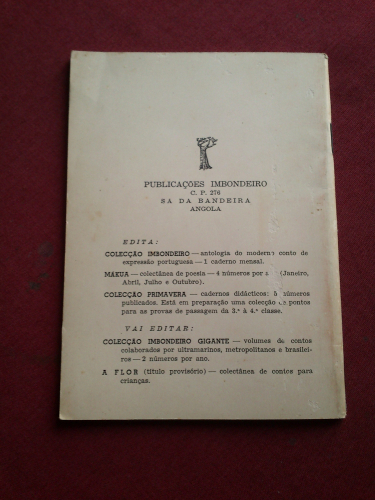 PUBLICAÇÕES IMBONDEIRO
C. P. 276
SÁ DA BANDEIRA
ANGOLA
EDITA:
COLECÇÃO IMBONDEIRO — antologia do moderno conto de
expressão portuguesa — 1 caderno mensal.
MÁKUA — colectânea de poesia — 4 números por (Janeiro,
Abril, Julho e Outubro).
COLECÇÃO PRIMAVERA — cadernos didácticos: 5 números
publicados. Está em preparação uma colecção de pontos
para as provas de passagem da 3.ª à 4.ª classe.
VAI EDITAR:
COLECÇÃO IMBONDEIRO GIGANTE — volumes de contos
colaborados por ultramarinos, metropolitanos e brasilei-
ros — 2 números por ano.
A FLOR (título provisório) — colectânea de contos para
crianças.